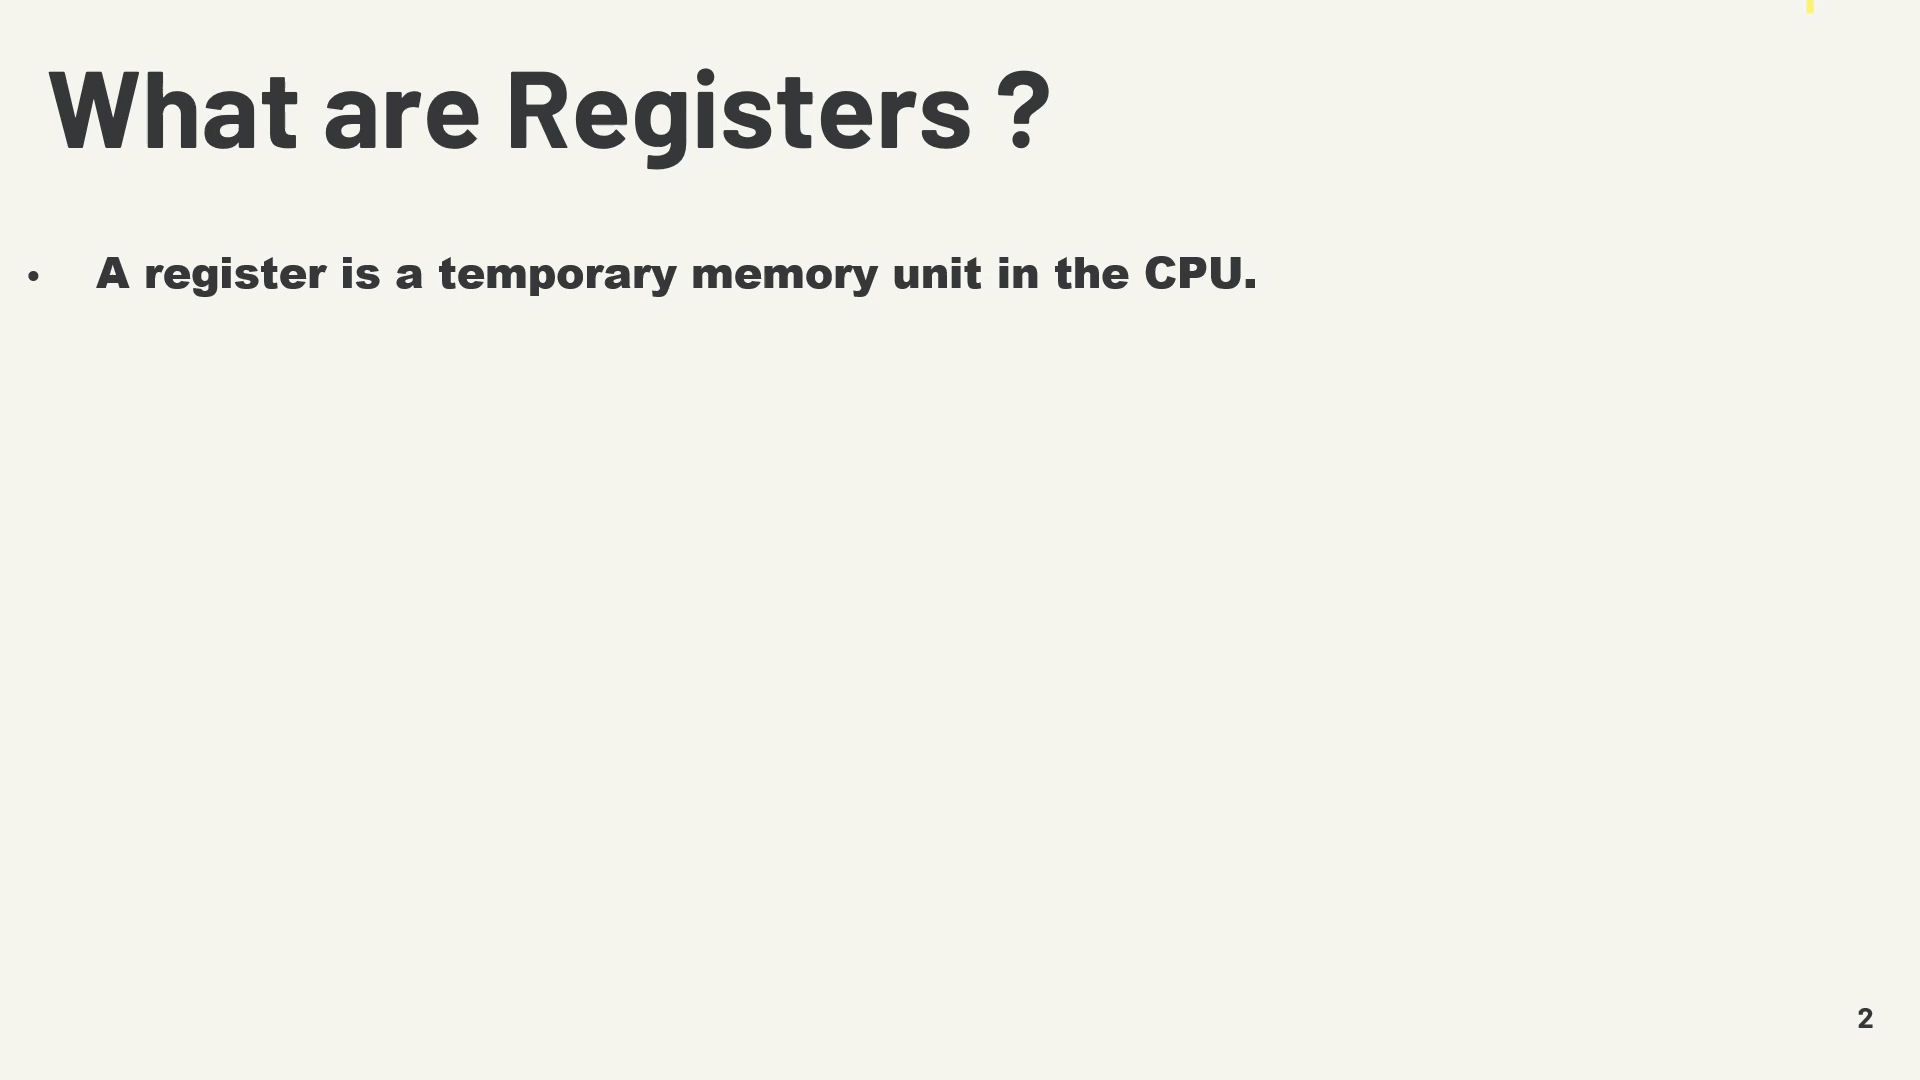 What are Registers ?
• A register is a temporary memory unit in the CPU.
2